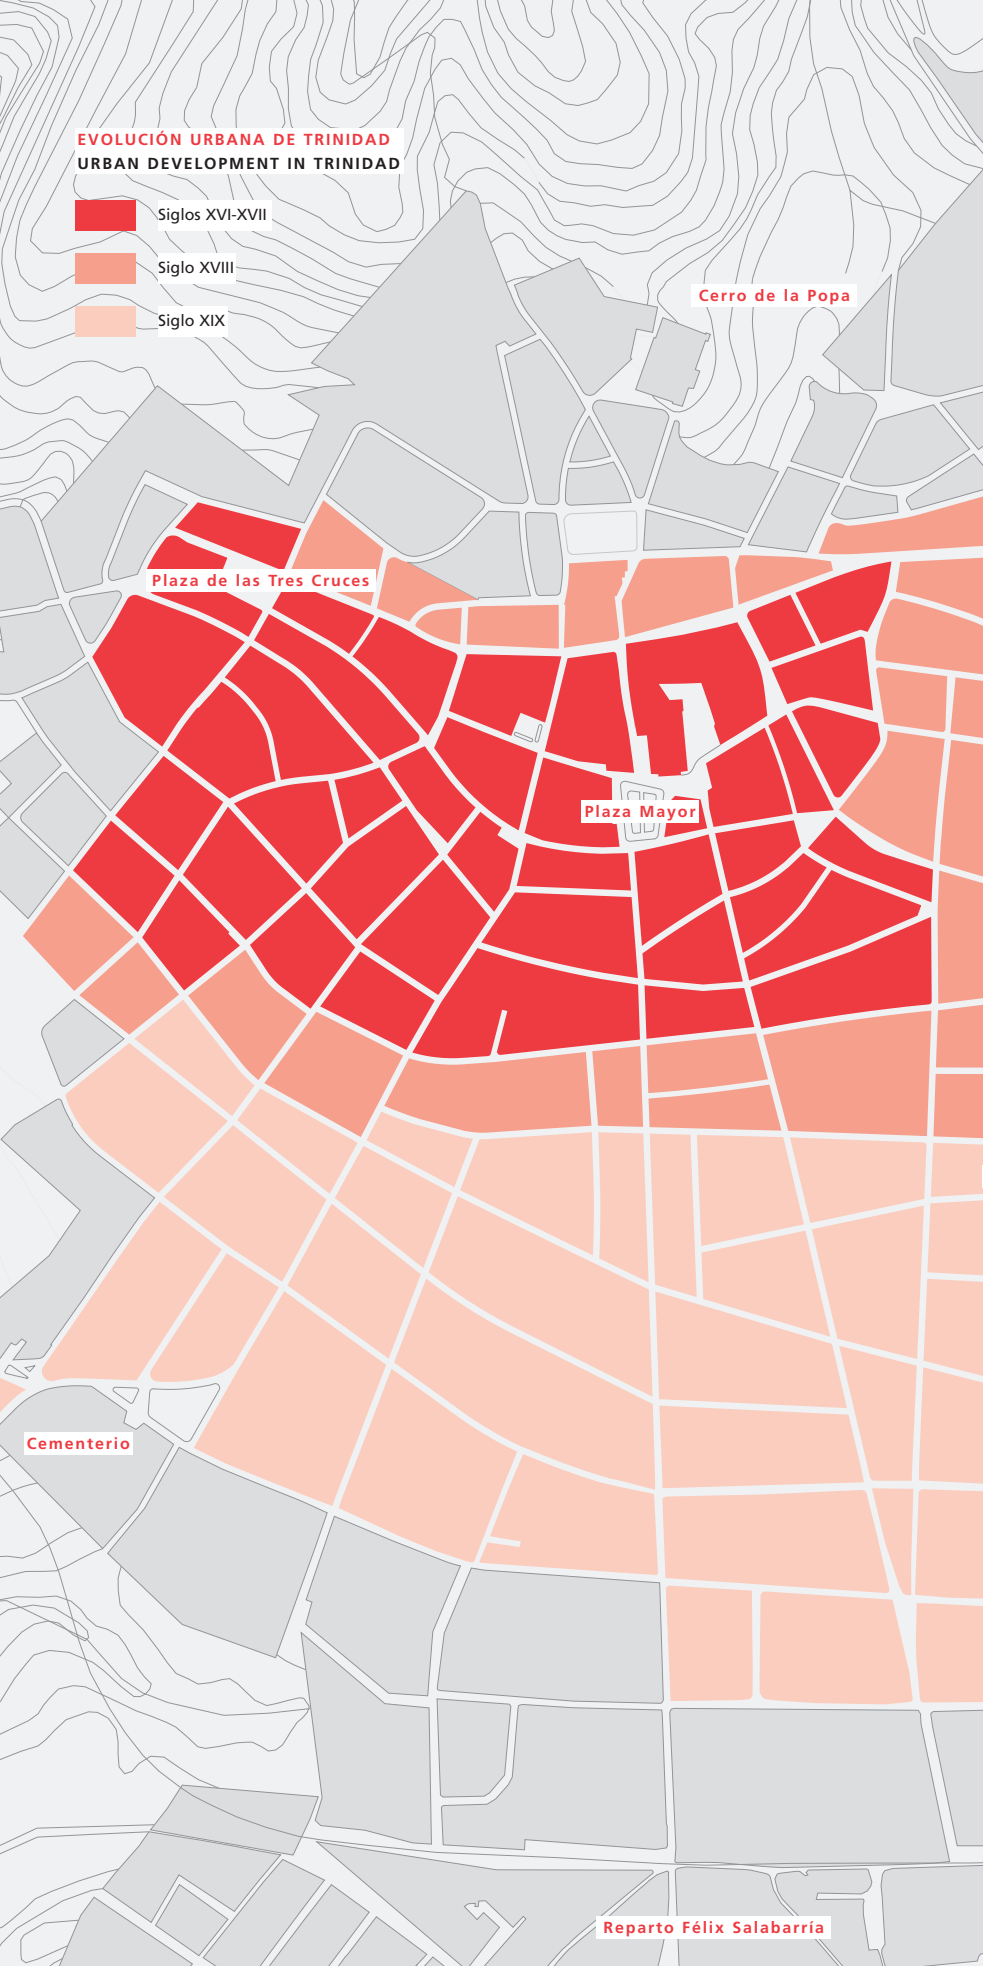 EVOLUCIÓN URBANA DE TRINIDAD
URBAN DEVELOPMENT IN TRINIDAD
Siglos XVI-XVII
Siglo XVIII
Siglo XIX
Cerro de la Popa
Plaza de las Tres Cruces
Plaza Mayor
Cementerio
Reparto Félix Salabarría